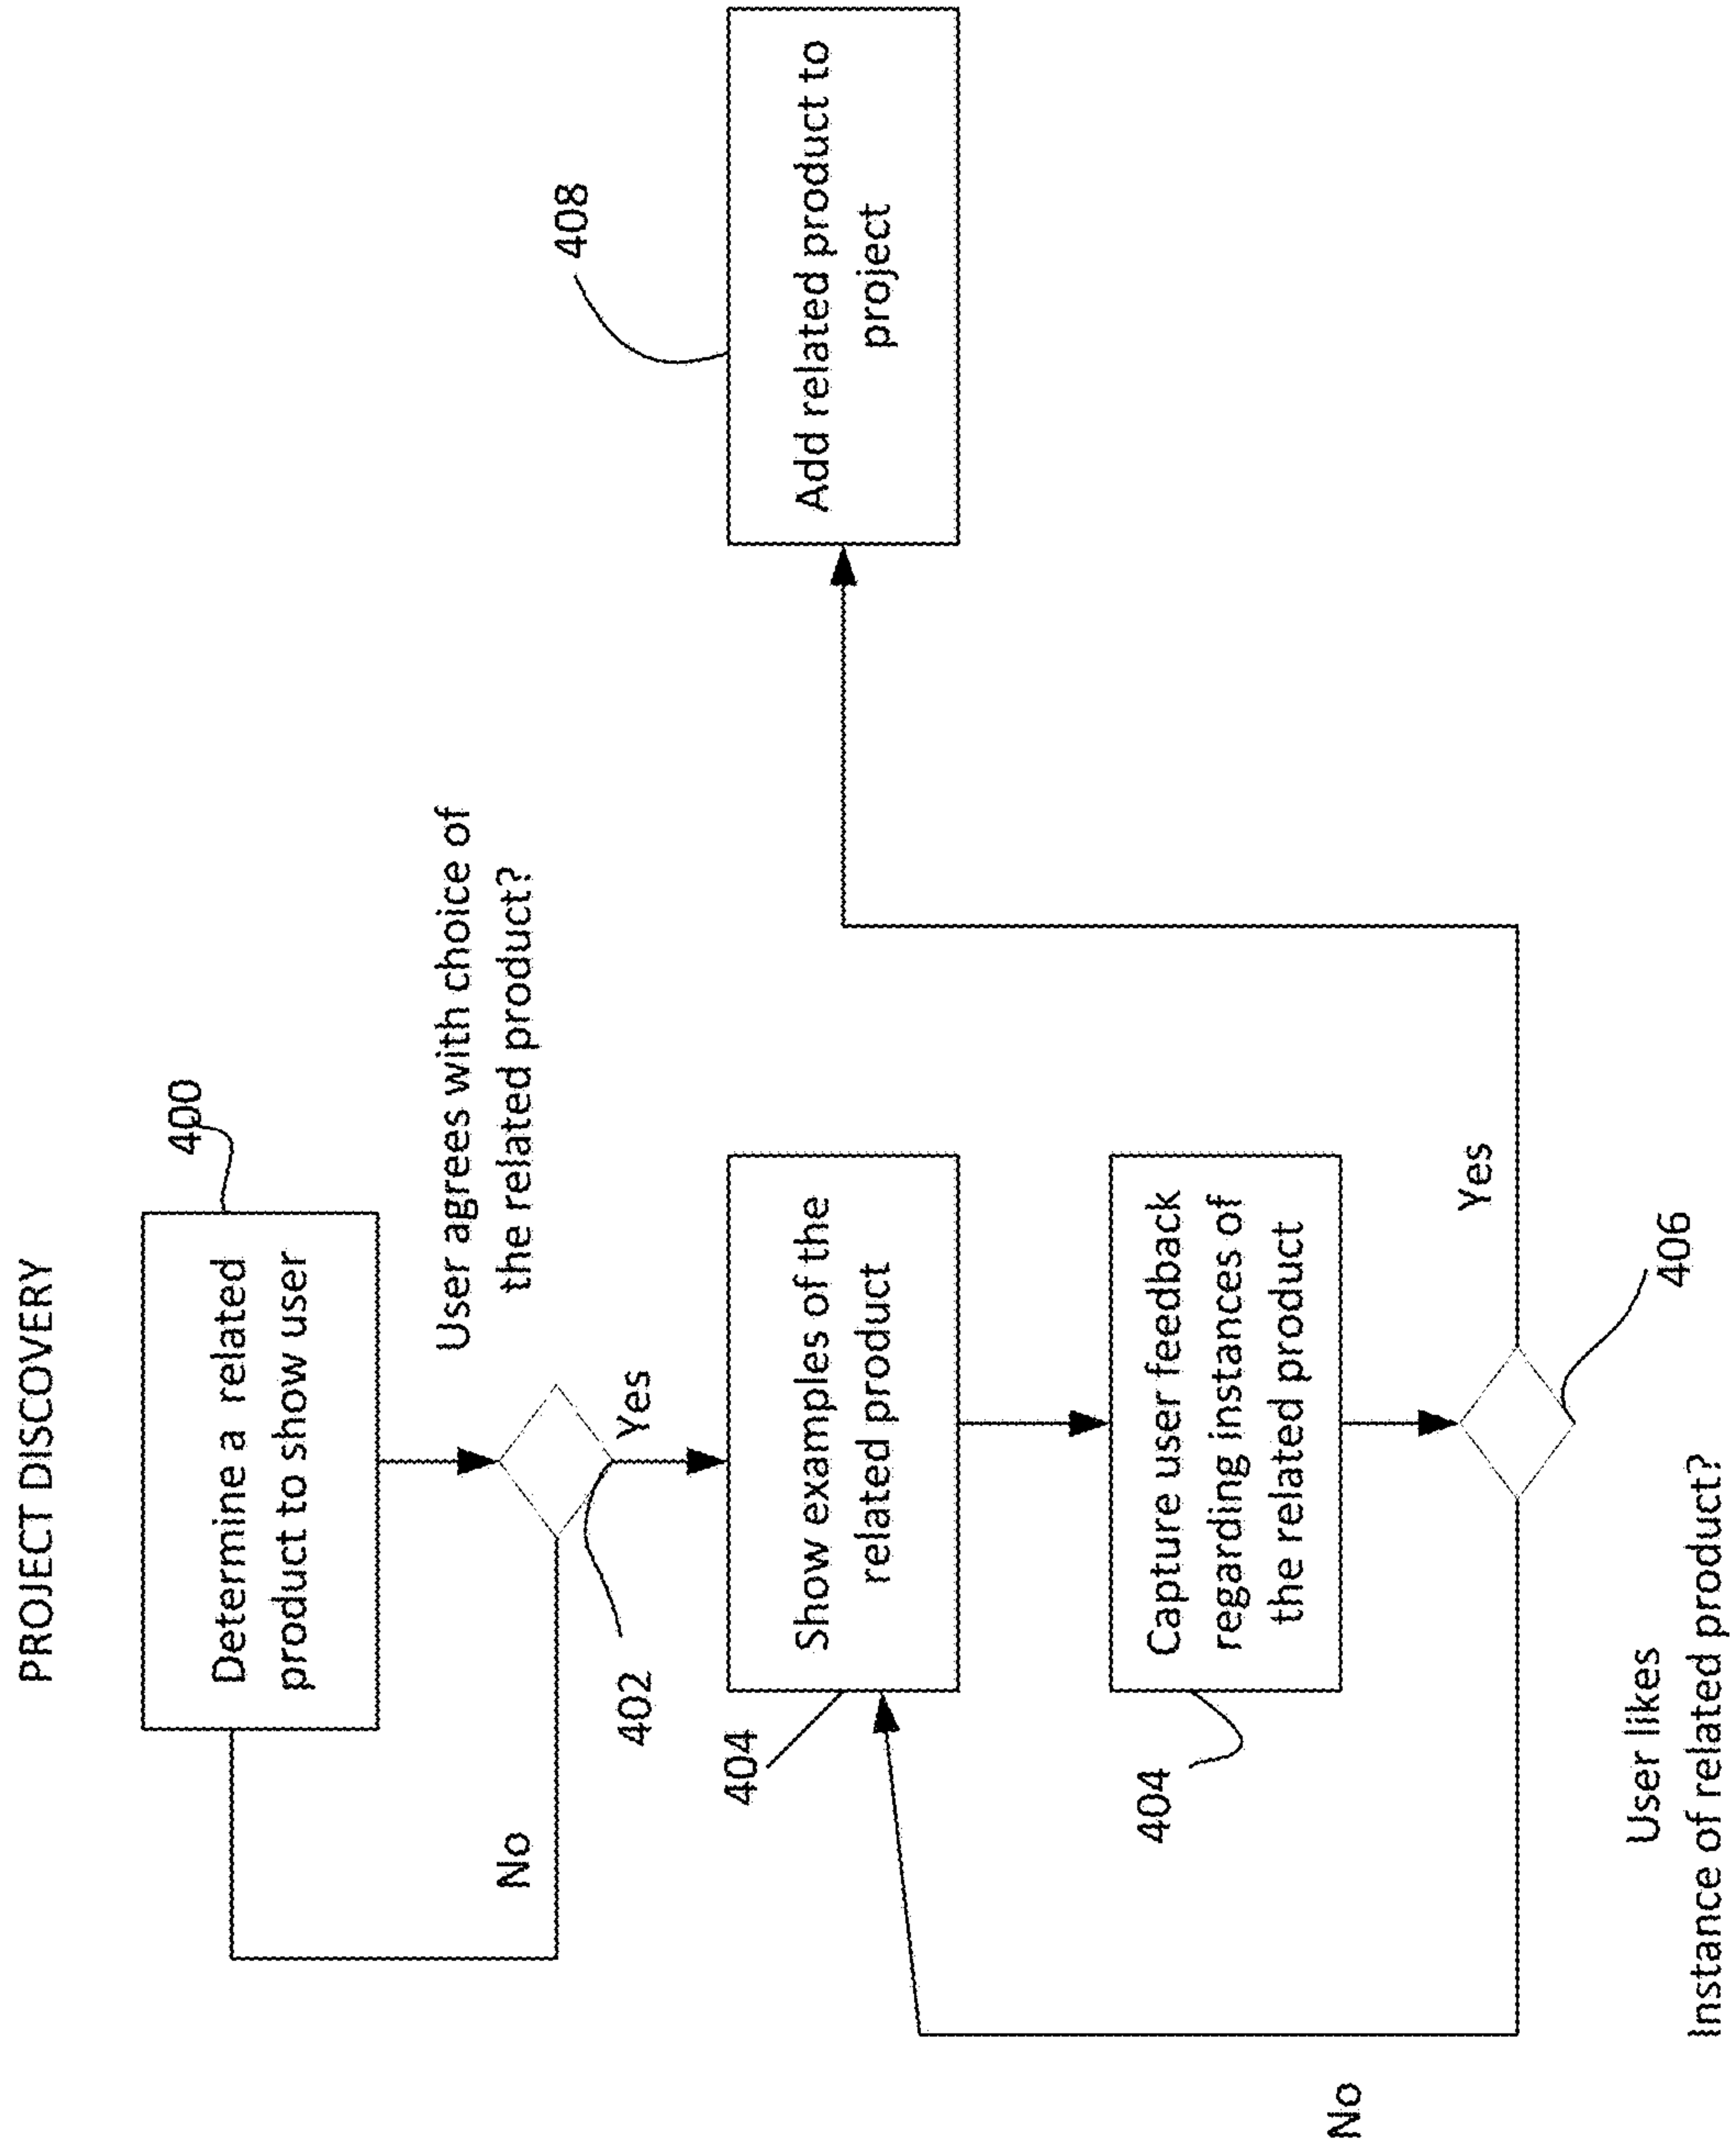 PROJECT DISCOVERY
400
Determine a related
product to show user
User agrees with choice of
the related product?
No
402
Yes
404
Show examples of the
related product
408
Add related product to
project
404
Capture user feedback
regarding instances of
the related product
No
Yes
406
User likes
Instance of related product?